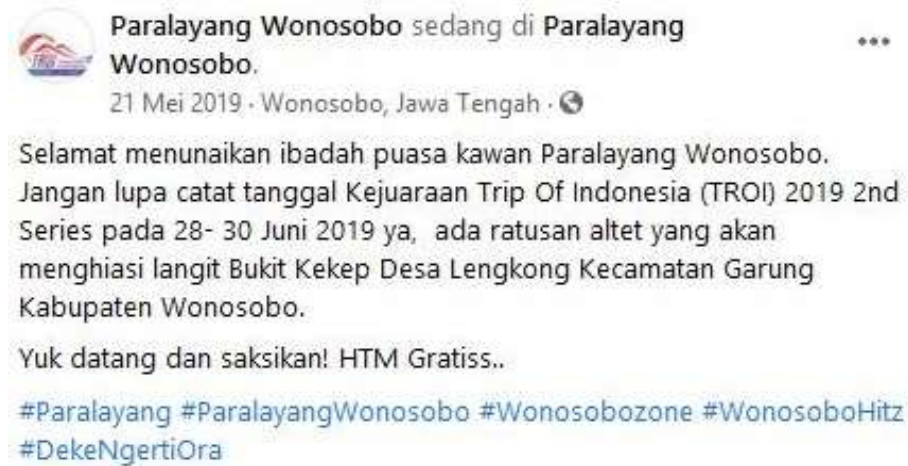 Paralayang Wonosobo sedang di Paralayang
Wonosobo.
21 Mei 2019 · Wonosobo, Jawa Tengah ·
Selamat menunaikan ibadah puasa kawan Paralayang Wonosobo.
Jangan lupa catat tanggal Kejuaraan Trip Of Indonesia (TROI) 2019 2nd
Series pada 28- 30 Juni 2019 ya, ada ratusan altet yang akan
menghiasi langit Bukit Kekep Desa Lengkong Kecamatan Garung
Kabupaten Wonosobo.
Yuk datang dan saksikan! HTM Gratiss..
#Paralayang #ParalayangWonosobo #Wonosobozone #WonosoboHitz
#DekeNgertiOra